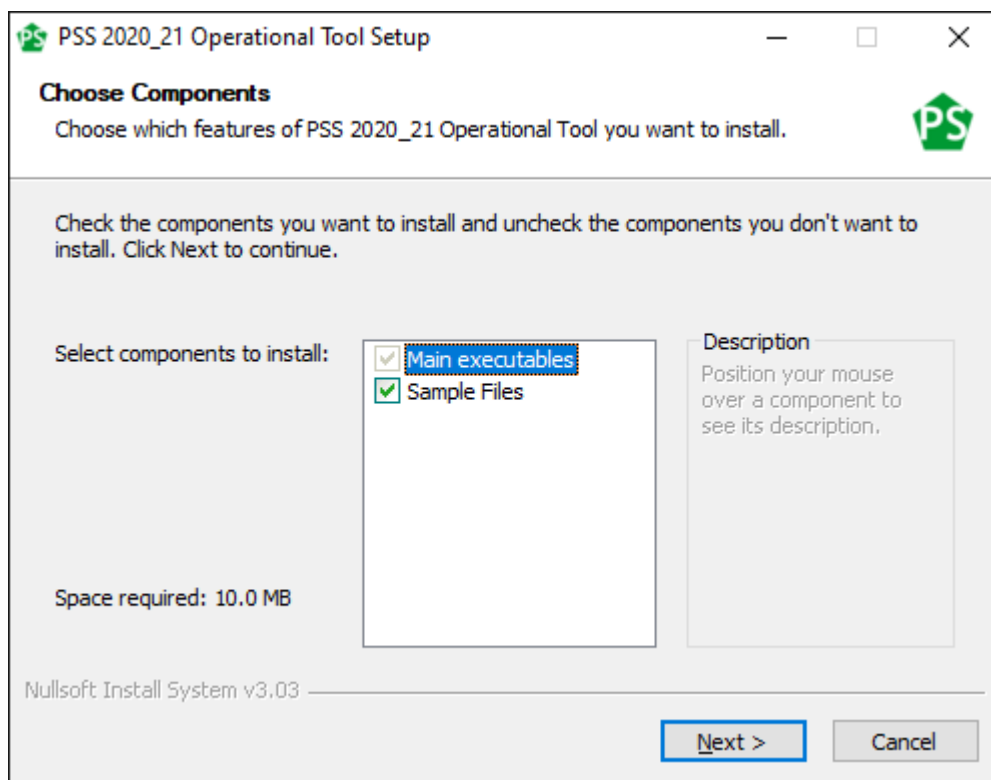 PS PSS 2020_21 Operational Tool Setup
Choose Components
Choose which features of PSS 2020_21 Operational Tool you want to install.
PS
Check the components you want to install and uncheck the components you don't want to
install. Click Next to continue.
Select components to install:
Main executables
Sample Files
Description
Position your mouse
over a component to
see its description.
Space required: 10.0 MB
Nullsoft Install System v3.03
Next >
Cancel